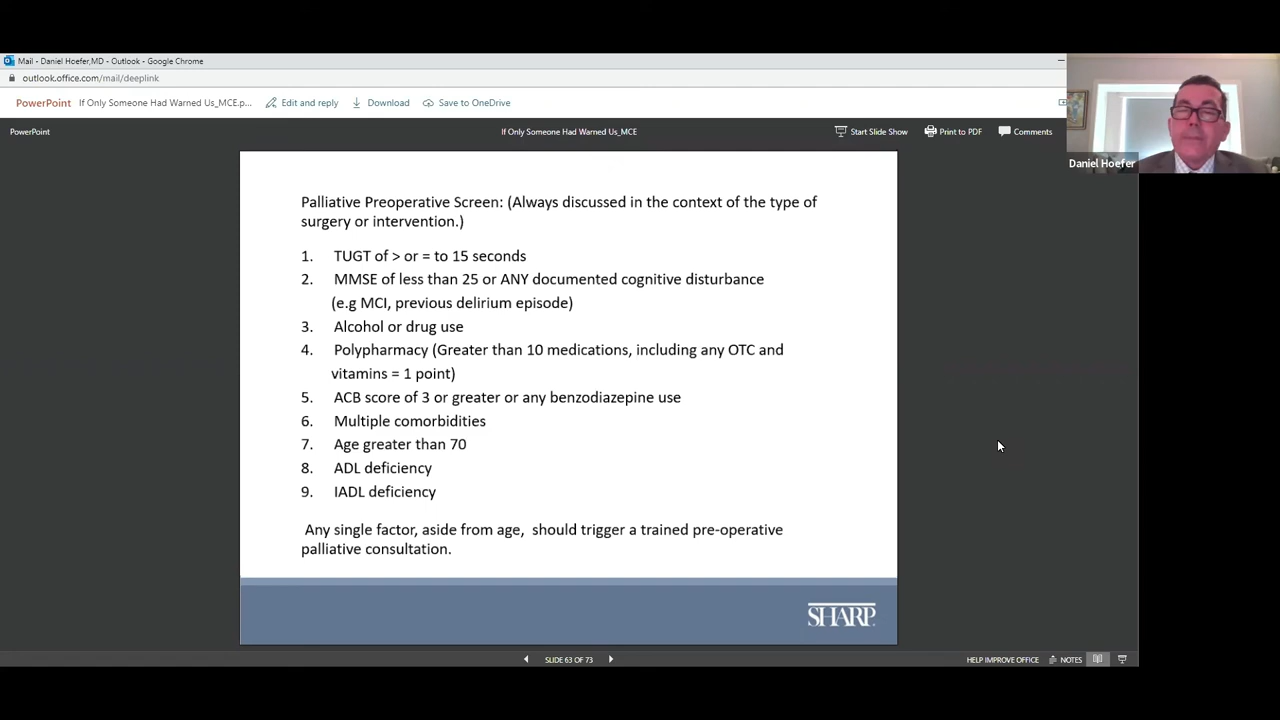 Mail - Daniel Hoefer,MD - Outlook - Google Chrome
outlook.office.com/mail/deeplink
PowerPoint If Only Someone Had Warned Us_MCE.p... Edit and reply Download Save to OneDrive
PowerPoint If Only Someone Had Warned Us_MCE Start Slide Show Print to PDF Comments
Daniel Hoefer
Palliative Preoperative Screen: (Always discussed in the context of the type of
surgery or intervention.)
1. TUGT of > or = to 15 seconds
2. MMSE of less than 25 or ANY documented cognitive disturbance
(e.g MCI, previous delirium episode)
3. Alcohol or drug use
4. Polypharmacy (Greater than 10 medications, including any OTC and
vitamins = 1 point)
5. ACB score of 3 or greater or any benzodiazepine use
6. Multiple comorbidities
7. Age greater than 70
8. ADL deficiency
9. IADL deficiency
Any single factor, aside from age, should trigger a trained pre-operative
palliative consultation.
SHARP
SLIDE 63 OF 73 HELP IMPROVE OFFICE NOTES